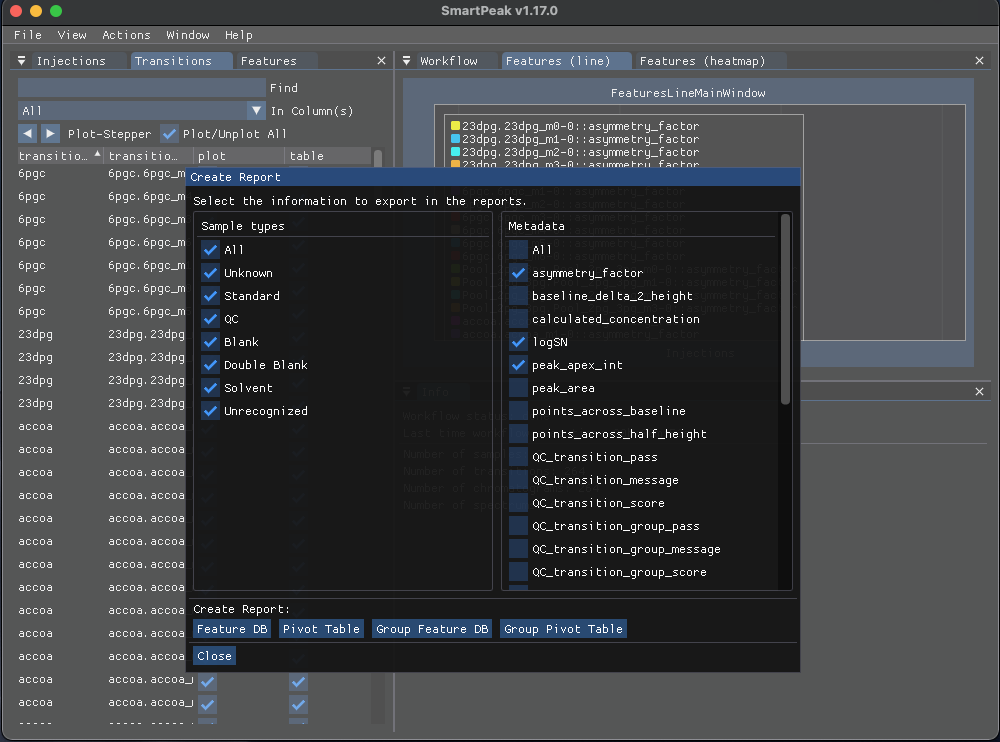 SmartPeak v1.17.0
File View Actions Window Help
Injections Transitions Features
Workflow Features (line) Features (heatmap)
Find
All In Column(s)
Plot-Stepper Plot/Unplot All
transitio... transitio... plot table
FeaturesLineMainWindow
23dpg.23dpg_m0-0::asymmetry_factor
23dpg.23dpg_m1-0::asymmetry_factor
23dpg.23dpg_m2-0::asymmetry_factor
23dpg.23dpg_m3-0::asymmetry_factor
6pgc 6pgc.6pgc_m
6pgc 6pgc.6pgc_m
6pgc 6pgc.6pgc_m
6pgc 6pgc.6pgc_m
6pgc 6pgc.6pgc_m
6pgc 6pgc.6pgc_m
6pgc 6pgc.6pgc_m
23dpg 23dpg.23dpg
23dpg 23dpg.23dpg
23dpg 23dpg.23dpg
23dpg 23dpg.23dpg
accoa accoa.accoa
accoa accoa.accoa
accoa accoa.accoa
accoa accoa.accoa
accoa accoa.accoa
accoa accoa.accoa
accoa accoa.accoa
accoa accoa.accoa
accoa accoa.accoa
accoa accoa.accoa
accoa accoa.accoa
accoa accoa.accoa_
accoa accoa.accoa_
Create Report
Select the information to export in the reports.
Sample types
All
Unknown
Standard
QC
Blank
Double Blank
Solvent
Unrecognized
Metadata
All
asymmetry_factor
baseline_delta_2_height
calculated_concentration
logSN
peak_apex_int
peak_area
points_across_baseline
points_across_half_height
QC_transition_pass
QC_transition_message
QC_transition_score
QC_transition_group_pass
QC_transition_group_message
QC_transition_group_score
Create Report:
Feature DB Pivot Table Group Feature DB Group Pivot Table
Close
Injections
Info